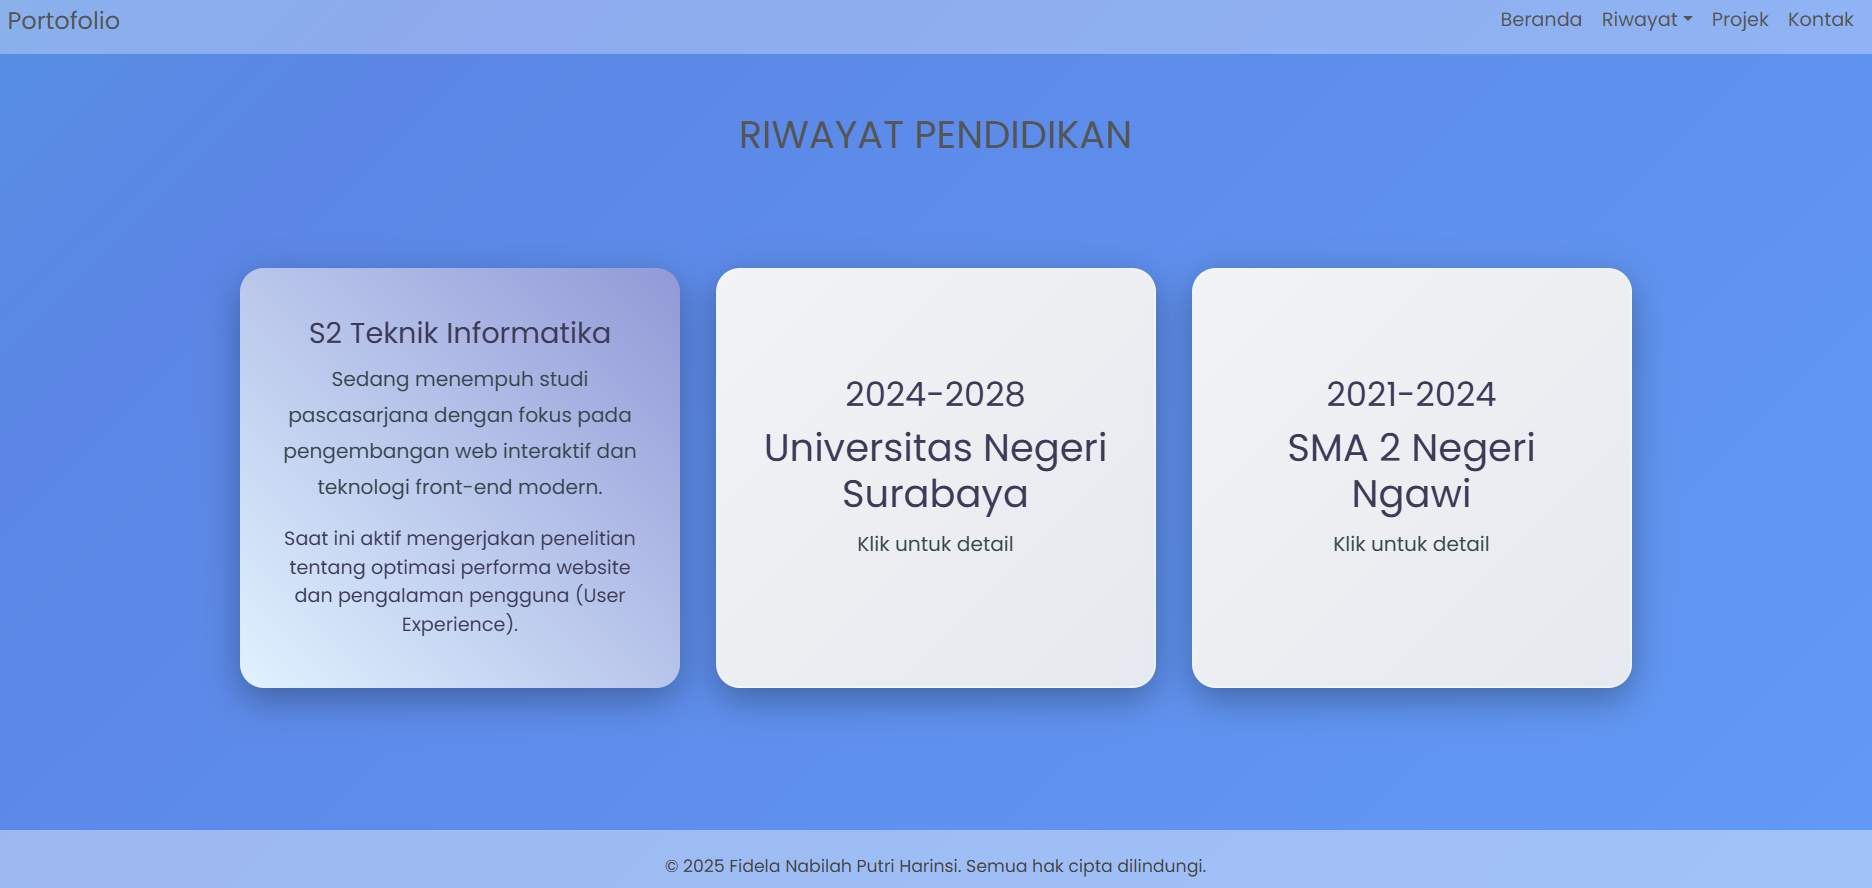 Portofolio
Beranda Riwayat Projek Kontak
RIWAYAT PENDIDIKAN
S2 Teknik Informatika
Sedang menempuh studi
pascasarjana dengan fokus pada
pengembangan web interaktif dan
teknologi front-end modern.
Saat ini aktif mengerjakan penelitian
tentang optimasi performa website
dan pengalaman pengguna (User
Experience).
2024-2028
Universitas Negeri
Surabaya
Klik untuk detail
2021-2024
SMA 2 Negeri
Ngawi
Klik untuk detail
© 2025 Fidela Nabilah Putri Harinsi. Semua hak cipta dilindungi.